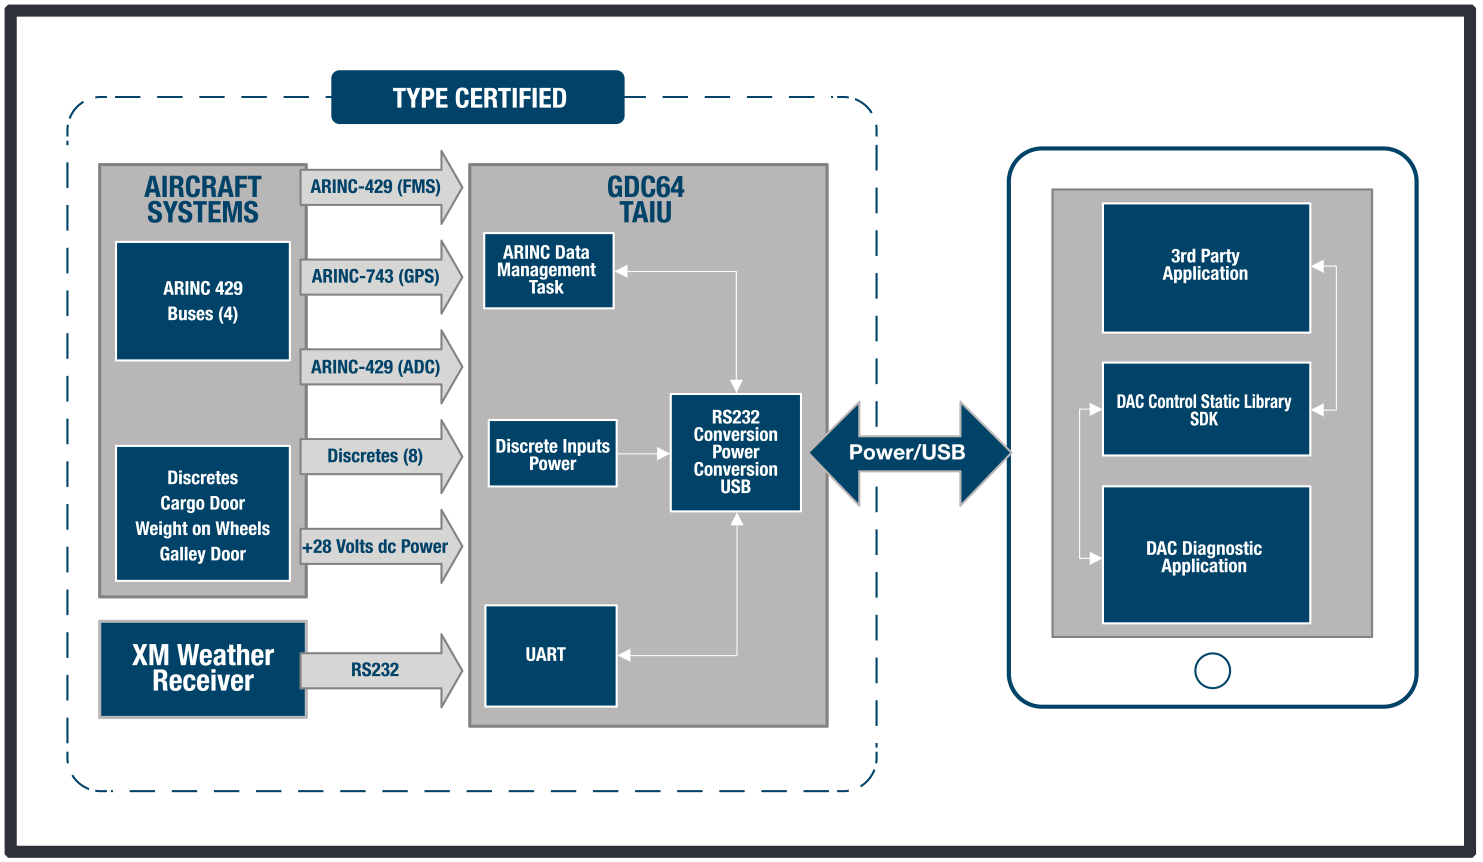 TYPE CERTIFIED
AIRCRAFT
SYSTEMS
ARINC 429
Buses (4)
Discretes
Cargo Door
Weight on Wheels
Galley Door
XM Weather
Receiver
ARINC-429 (FMS)
ARINC-743 (GPS)
ARINC-429 (ADC)
Discretes (8)
+28 Volts dc Power
RS232
GDC64
TAIU
ARINC Data
Management
Task
Discrete Inputs
Power
RS232
Conversion
Power
Conversion
USB
UART
Power/USB
3rd Party
Application
DAC Control Static Library
SDK
DAC Diagnostic
Application